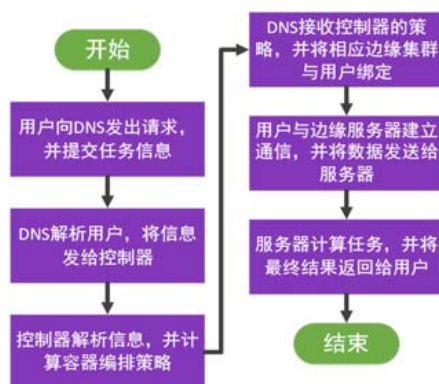 开始
用户向DNS发出请求,
并提交任务信息
DNS解析用户，将信息
发给控制器
控制器解析信息，并计
算容器编排策略
DNS接收控制器的策
略，并将相应边缘集群
与用户绑定
用户与边缘服务器建立
通信，并将数据发送给
服务器
服务器计算任务，并将
最终结果返回给用户
结束